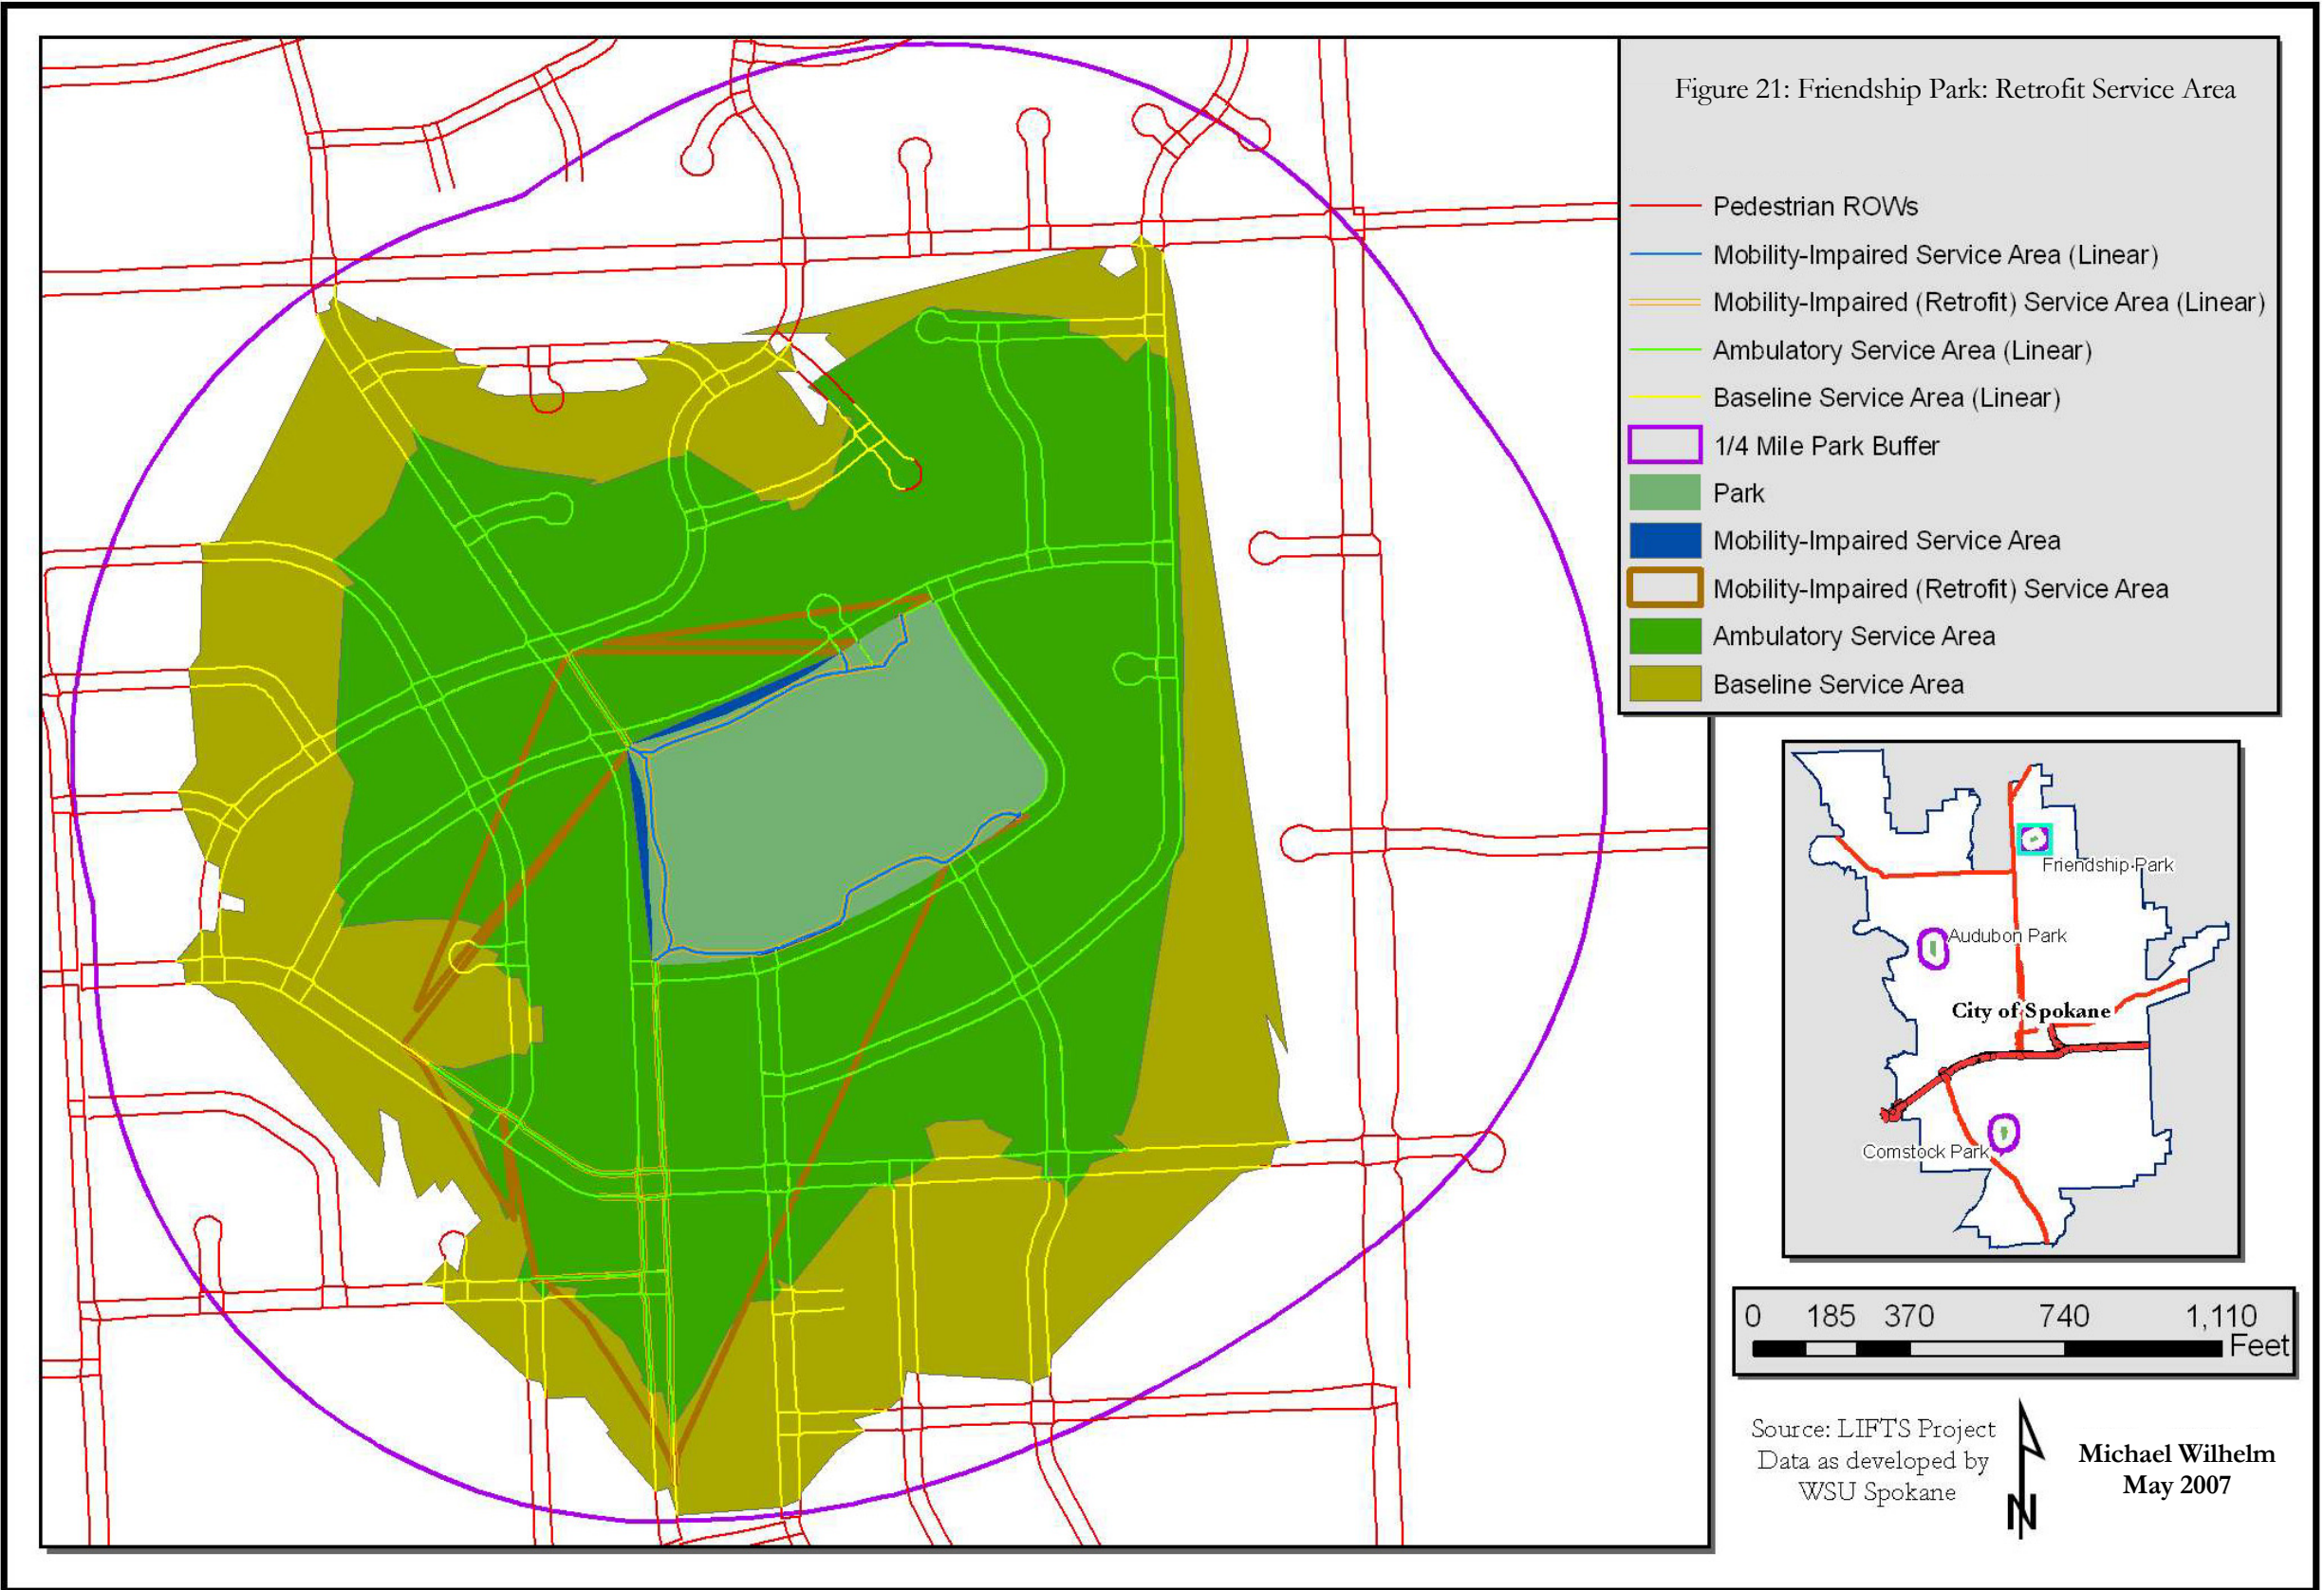 Figure 21: Friendship Park: Retrofit Service Area
Pedestrian ROWs
Mobility-Impaired Service Area (Linear)
Mobility-Impaired (Retrofit) Service Area (Linear)
Ambulatory Service Area (Linear)
Baseline Service Area (Linear)
1/4 Mile Park Buffer
Park
Mobility-Impaired Service Area
Mobility-Impaired (Retrofit) Service Area
Ambulatory Service Area
Baseline Service Area
Friendship Park
Audubon Park
City of Spokane
Comstock Park
0 185 370 740 1,110
Feet
Source: LIFTS Project
Data as developed by
WSU Spokane
N
Michael Wilhelm
May 2007